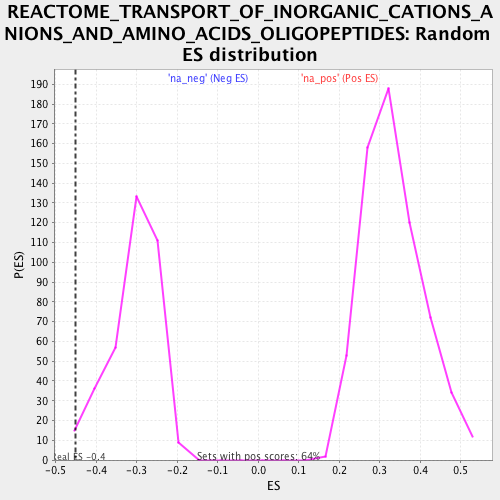 REACTOME_TRANSPORT_OF_INORGANIC_CATIONS_A
NIONS_AND_AMINO_ACIDS_OLIGOPEPTIDES: Random
ES distribution
'na_neg' (Neg ES) 'na_pos' (Pos ES)
190
180
170
160
150
140
130
120
110
100
90
80
70
60
50
40
30
20
10
0
P(ES)
Real ES -0.4 Sets with pos scores: 64%
-0.5 -0.4 -0.3 -0.2 -0.1 0.0 0.1 0.2 0.3 0.4 0.5
ES